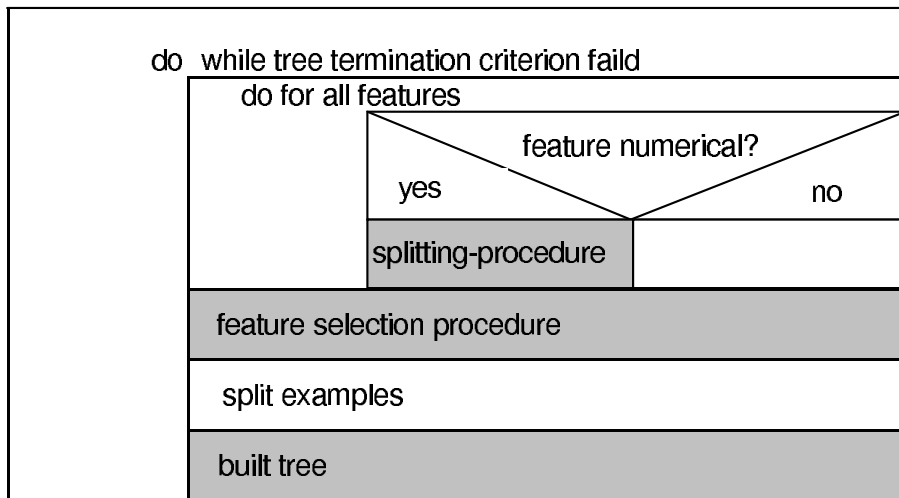 do while tree termination criterion faild
do for all features
feature numerical?
yes
no
splitting-procedure
feature selection procedure
split examples
built tree